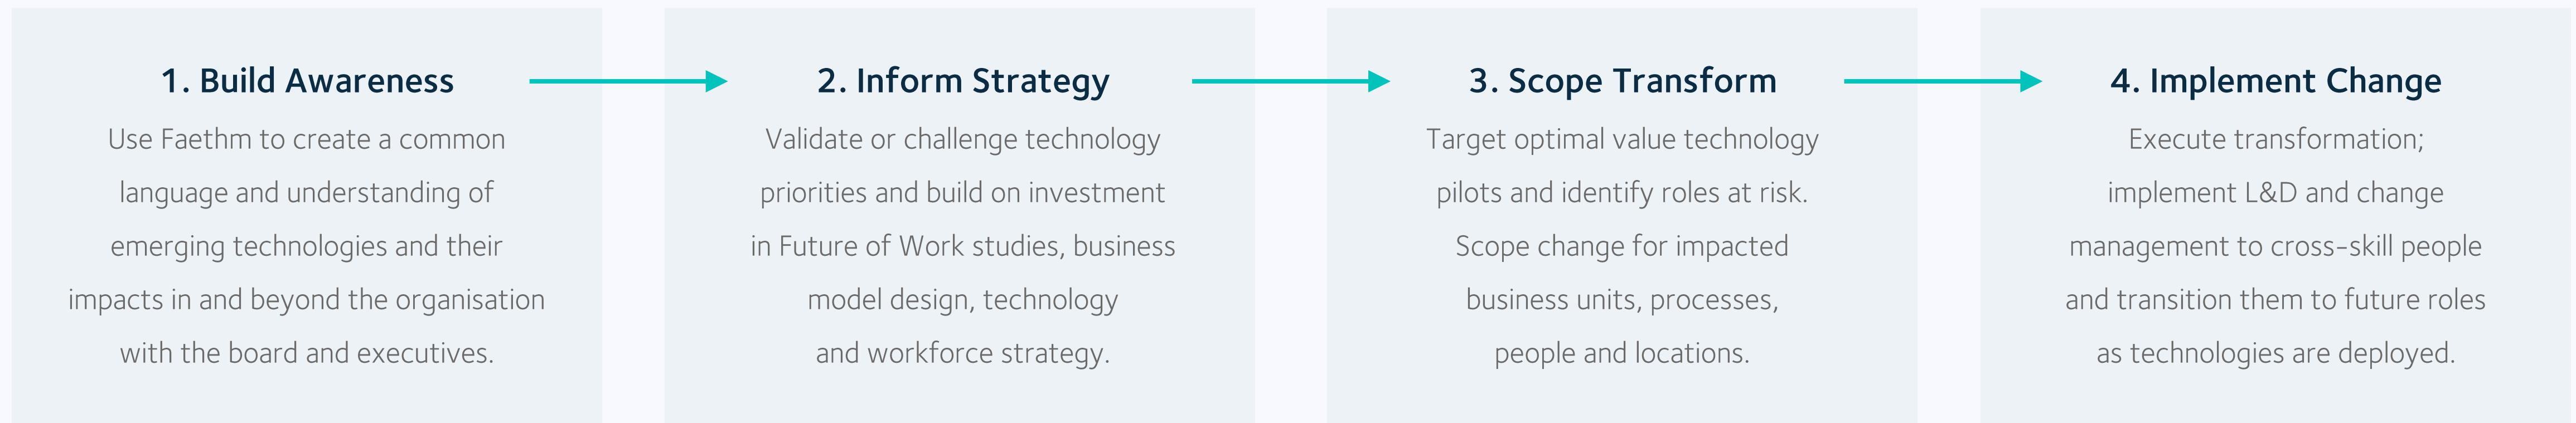 1. Build Awareness
Use Faethm to create a common
language and understanding of
emerging technologies and their
impacts in and beyond the organisation
with the board and executives.
2. Inform Strategy
Validate or challenge technology
priorities and build on investment
in Future of Work studies, business
model design, technology
and workforce strategy.
3. Scope Transform
Target optimal value technology
pilots and identify roles at risk.
Scope change for impacted
business units, processes,
people and locations.
4. Implement Change
Execute transformation;
implement L&D and change
management to cross-skill people
and transition them to future roles
as technologies are deployed.